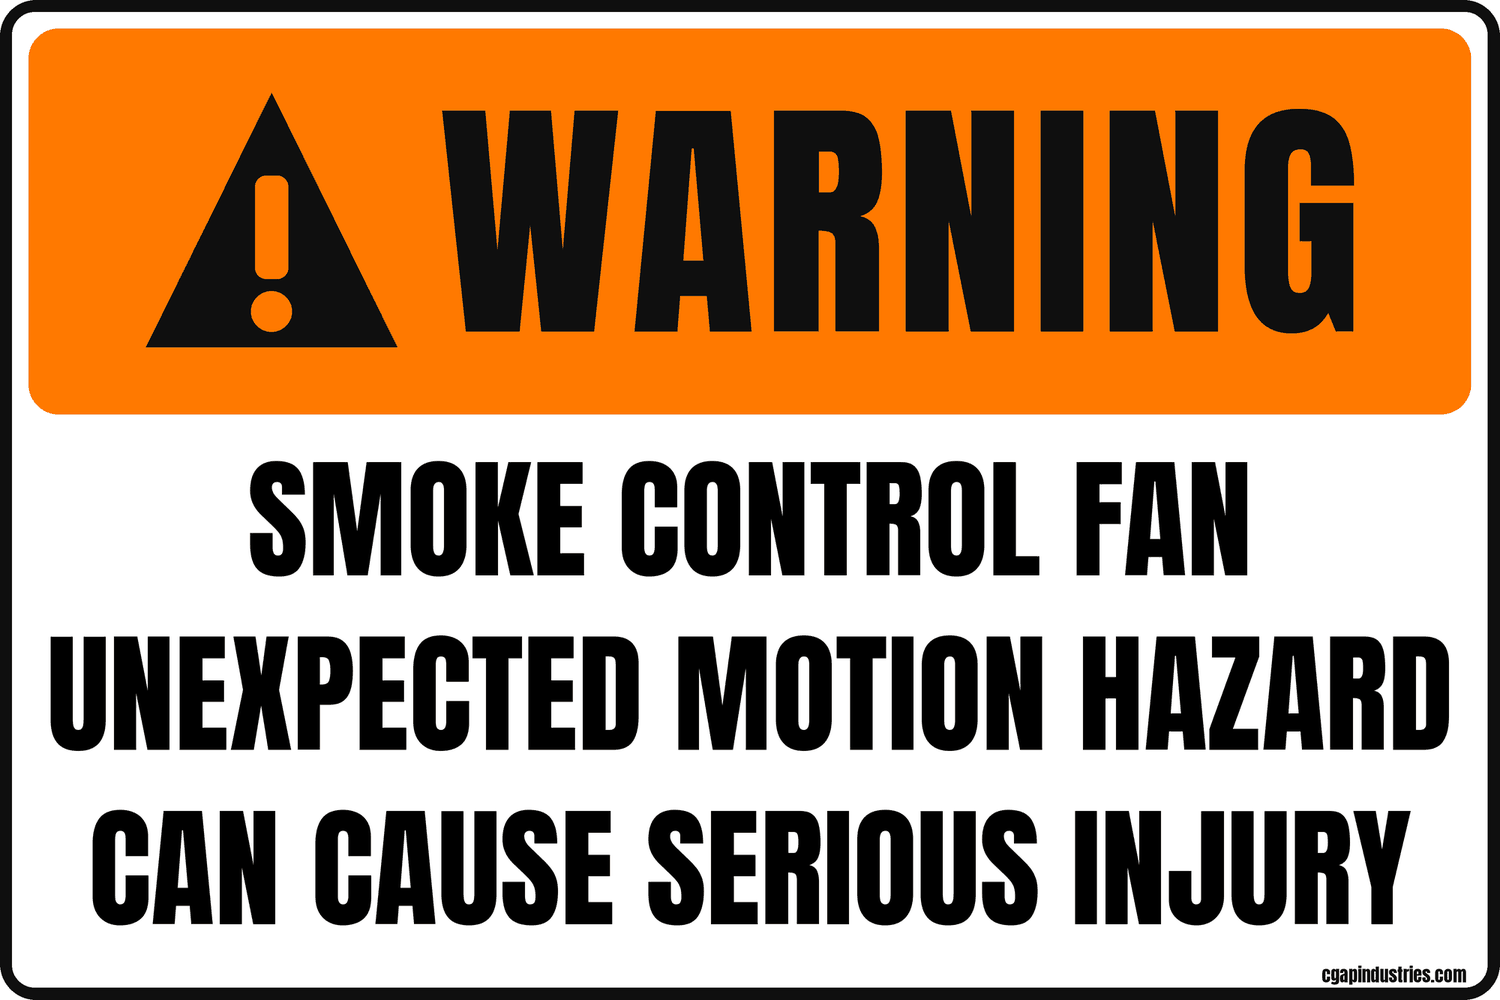 WARNING
SMOKE CONTROL FAN
UNEXPECTED MOTION HAZARD
CAN CAUSE SERIOUS INJURY
cgapindustries.com